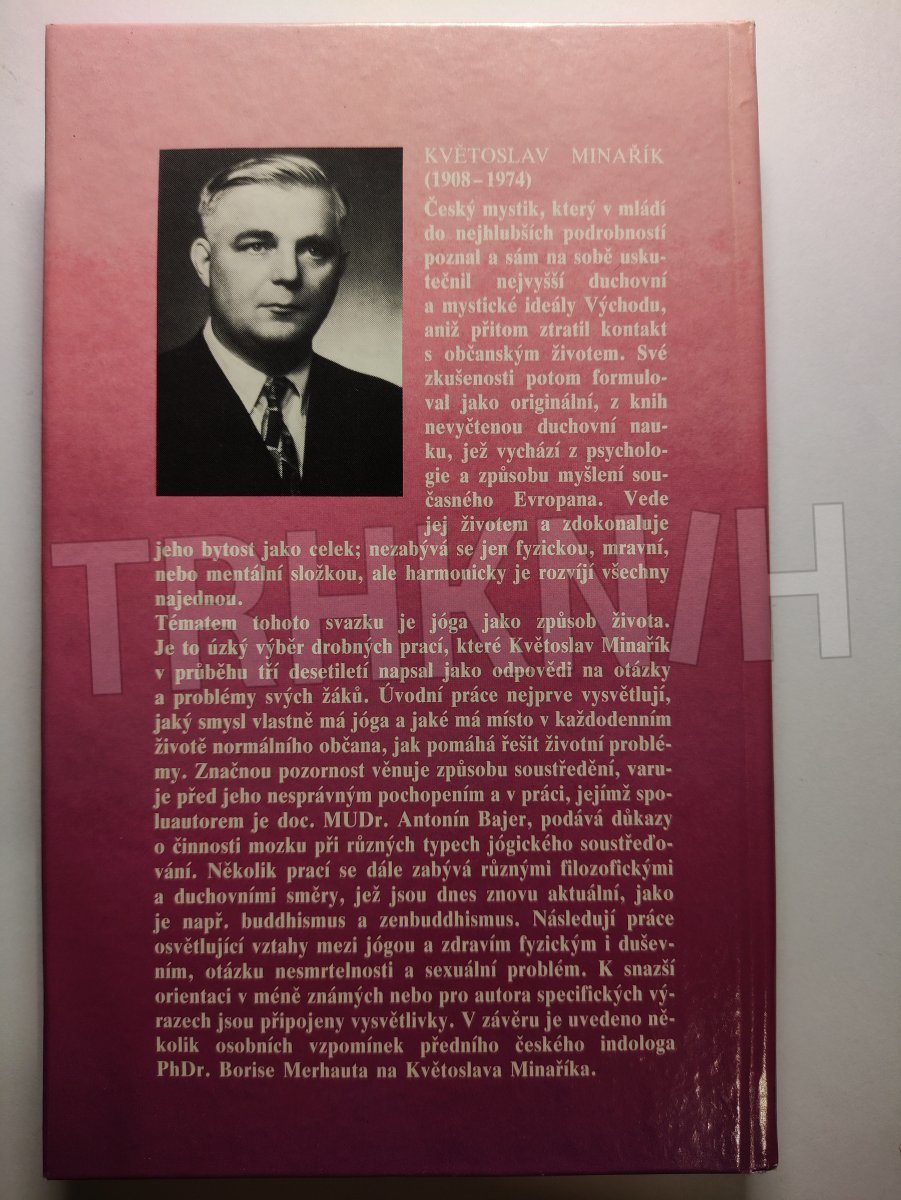 KVĚTOSLAV MINAŘÍK
(1908–1974)
Český mystik, který v mládí
do nejhlubších podrobností
poznal a sám na sobě usku-
tečnil nejvyšší duchovní
a mystické ideály Východu,
aniž přitom ztratil kontakt
s občanským životem. Své
zkušenosti potom formulo-
val jako originální, z knih
nevyčtenou duchovní nau-
ku, jež vychází z psycholo-
gie a způsobu myšlení sou-
časného Evropana. Vede
jej životem a zdokonaluje
jeho bytost jako celek; nezabývá se jen fyzickou, mravní,
nebo mentální složkou, ale harmonicky je rozvíjí všechny
najednou.
Tématem tohoto svazku je jóga jako způsob života.
Je to úzký výběr drobných prací, které Květoslav Minařík
v průběhu tří desetiletí napsal jako odpovědi na otázky
a problémy svých žáků. Úvodní práce nejprve vysvětlují,
jaký smysl vlastně má jóga a jaké má místo v každodenním
životě normálního občana, jak pomáhá řešit životní problé-
my. Značnou pozornost věnuje způsobu soustředění, varu-
je před jeho nesprávným pochopením a v práci, jejímž spo-
luautorem je doc. MUDr. Antonín Bajer, podává důkazy
o činnosti mozku při různých typech jógického soustřeďo-
vání. Několik prací se dále zabývá různými filozofickými
a duchovními směry, jež jsou dnes znovu aktuální, jako
je např. buddhismus a zenbuddhismus. Následují práce
osvětlující vztahy mezi jógou a zdravím fyzickým i dušev-
ním, otázku nesmrtelnosti a sexuální problém. K snazší
orientaci v méně známých nebo pro autora specifických vý-
razech jsou připojeny vysvětlivky. V závěru je uvedeno ně-
kolik osobních vzpomínek předního českého indologa
PhDr. Borise Merhauta na Květoslava Minaříka.
TRHKNIH